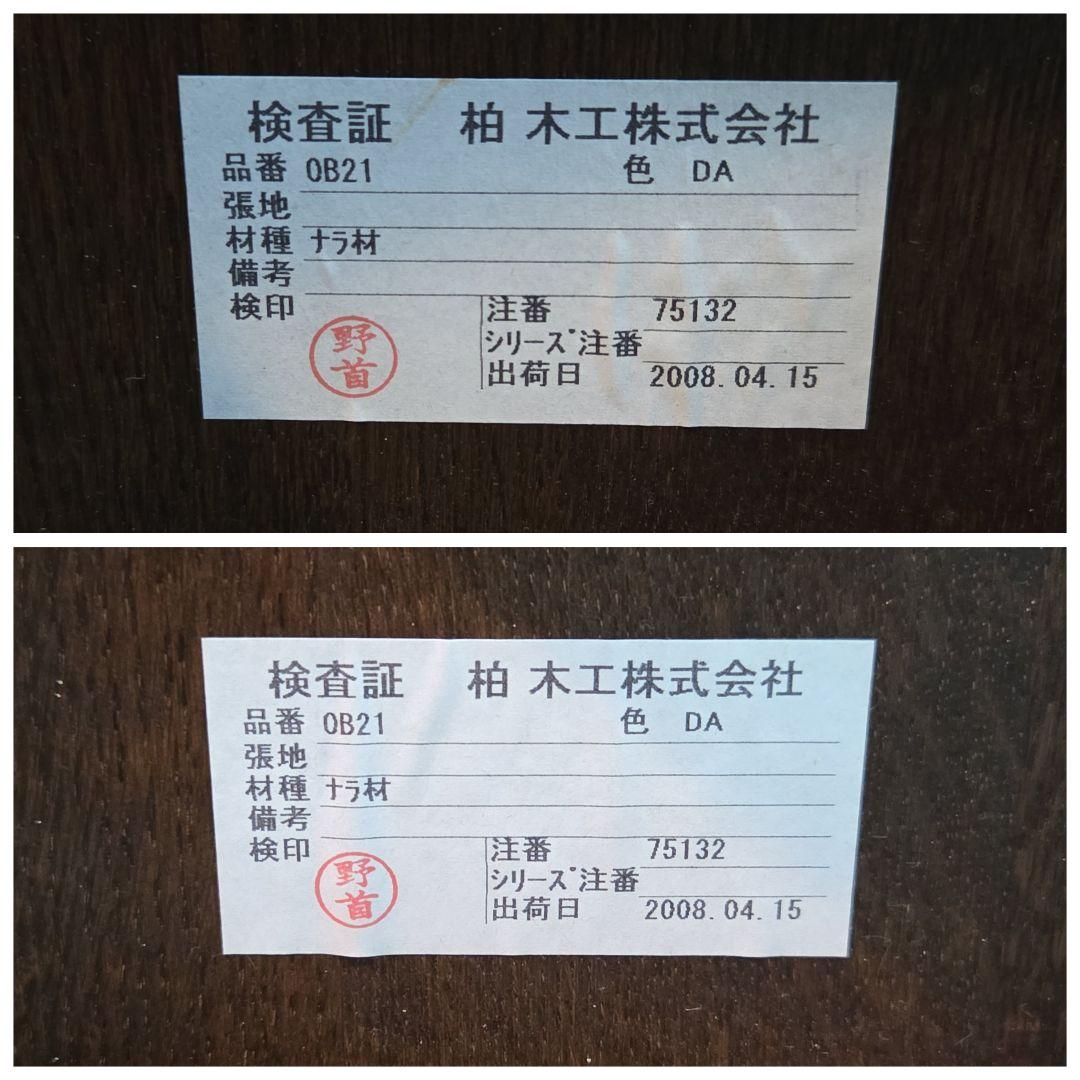 検査証 柏 木工株式会社
品番 OB21 色 DA
張地
材種 ﾅﾗ材
備考
検印
野首
注番 75132
ｼﾘｰｽﾞ注番
出荷日 2008.04.15
検査証 柏 木工株式会社
品番 OB21 色 DA
張地
材種 ﾅﾗ材
備考
検印
野首
注番 75132
ｼﾘｰｽﾞ注番
出荷日 2008.04.15